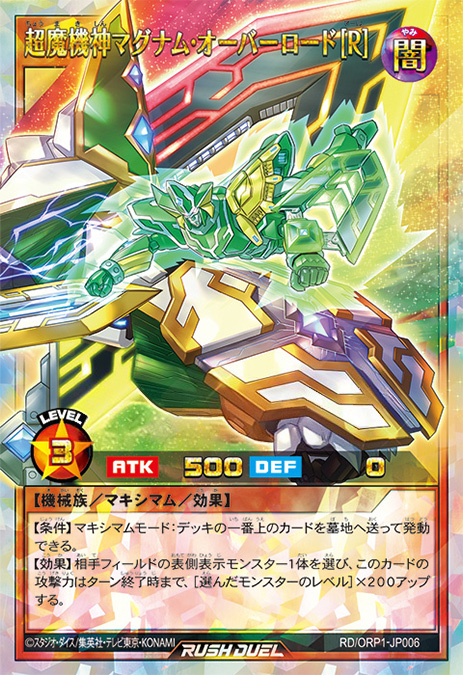 超魔機神マグナム・オーバーロード[R]
闇
LEVEL
3
ATK 500 DEF 0
【機械族／マキシマム／効果】
【条件】マキシマムモード：デッキの一番上のカードを墓地へ送って発動
できる。
【効果】相手フィールドの表側表示モンスター1体を選び、このカードの
攻撃力はターン終了時まで、[選んだモンスターのレベル]×200アップ
する。
©スタジオ・ダイス/集英社・テレビ東京・KONAMI
RUSH DUEL
RD/ORP1-JP006